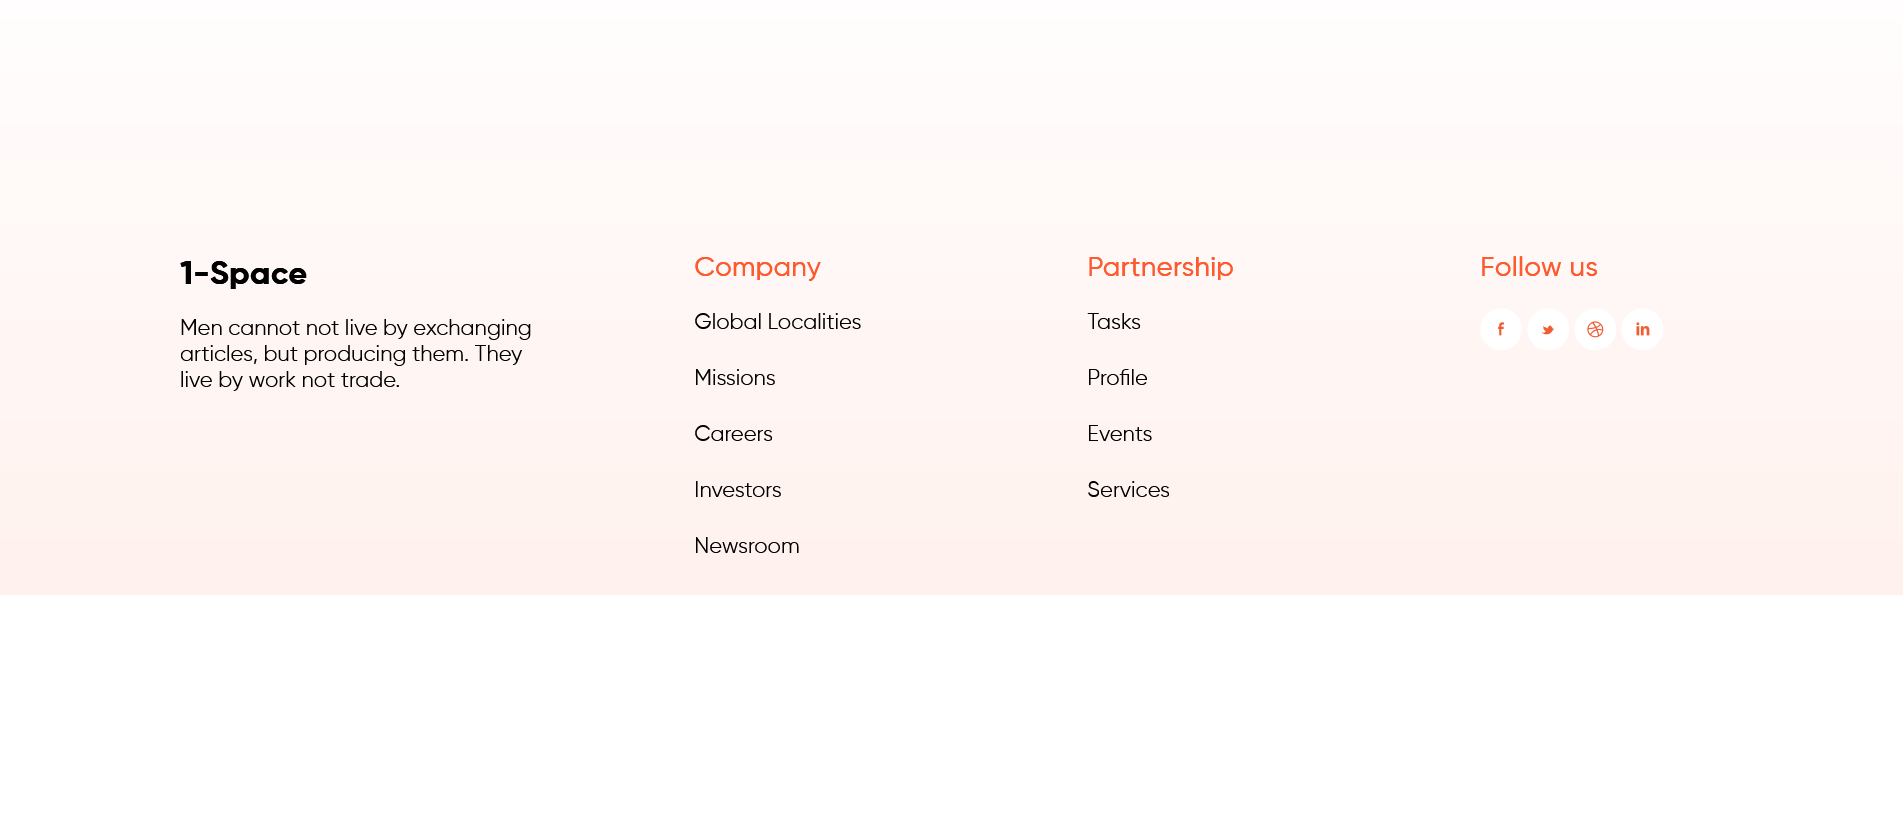 1-Space
Men cannot not live by exchanging
articles, but producing them. They
live by work not trade.
Company
Global Localities
Missions
Careers
Investors
Newsroom
Partnership
Tasks
Profile
Events
Services
Follow us